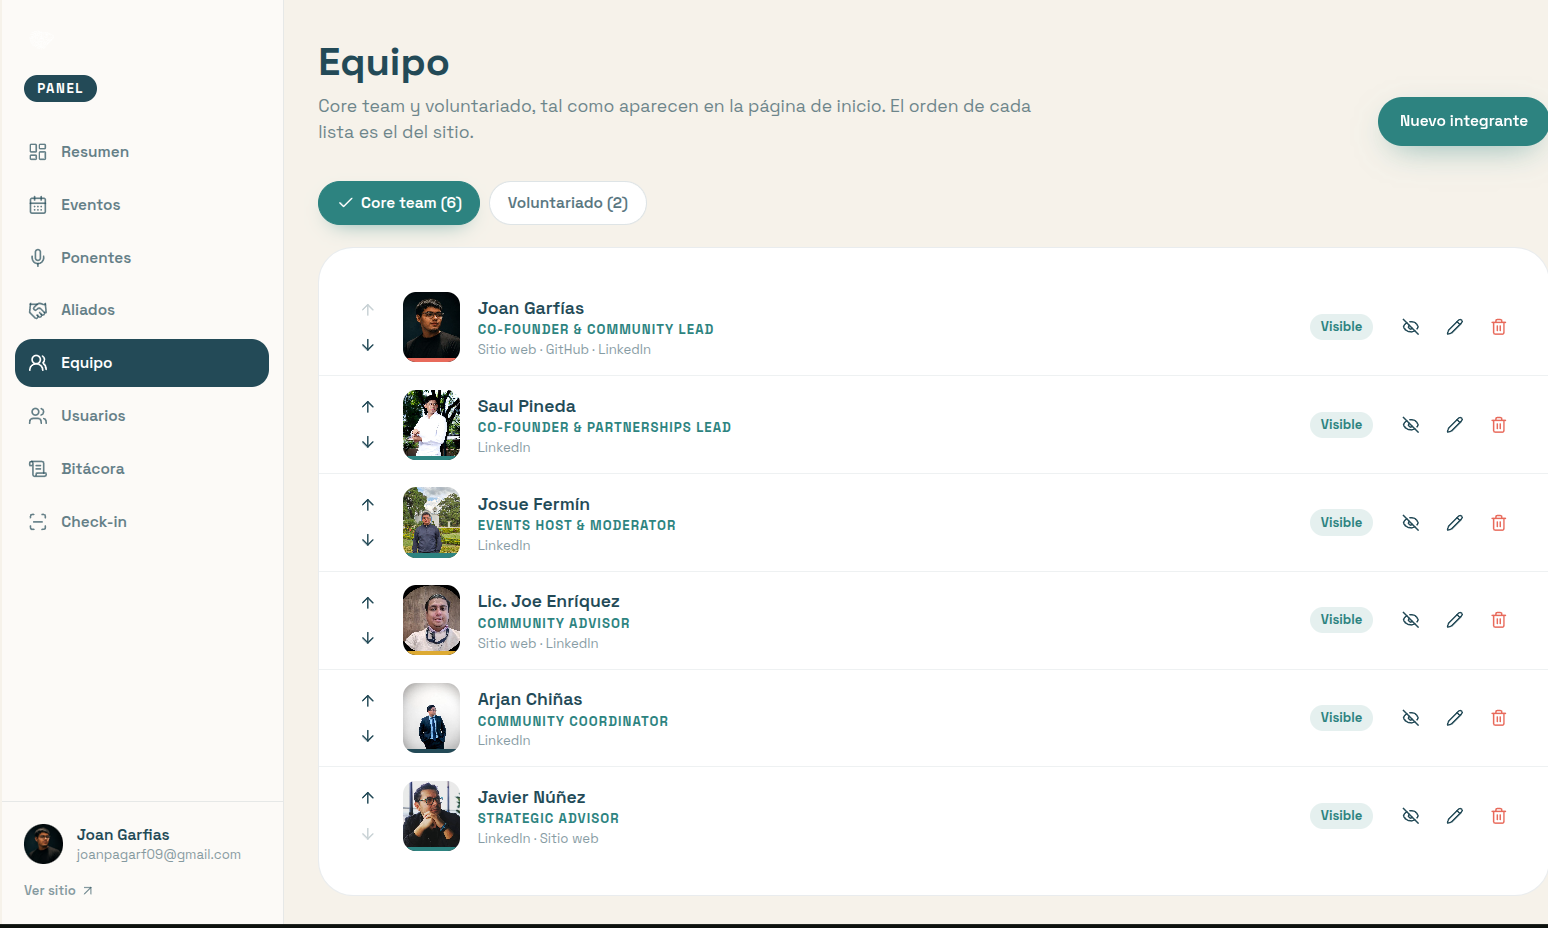 PANEL
Resumen
Eventos
Ponentes
Aliados
Equipo
Usuarios
Bitácora
Check-in
Joan Garfias
joanpagarf09@gmail.com
Ver sitio
Equipo
Core team y voluntariado, tal como aparecen en la página de inicio. El orden de cada
lista es el del sitio.
Nuevo integrante
Core team (6)
Voluntariado (2)
Joan Garfías
CO-FOUNDER & COMMUNITY LEAD
Sitio web · GitHub · LinkedIn
Visible
Saul Pineda
CO-FOUNDER & PARTNERSHIPS LEAD
LinkedIn
Visible
Josue Fermín
EVENTS HOST & MODERATOR
LinkedIn
Visible
Lic. Joe Enríquez
COMMUNITY ADVISOR
Sitio web · LinkedIn
Visible
Arjan Chiñas
COMMUNITY COORDINATOR
LinkedIn
Visible
Javier Núñez
STRATEGIC ADVISOR
LinkedIn · Sitio web
Visible